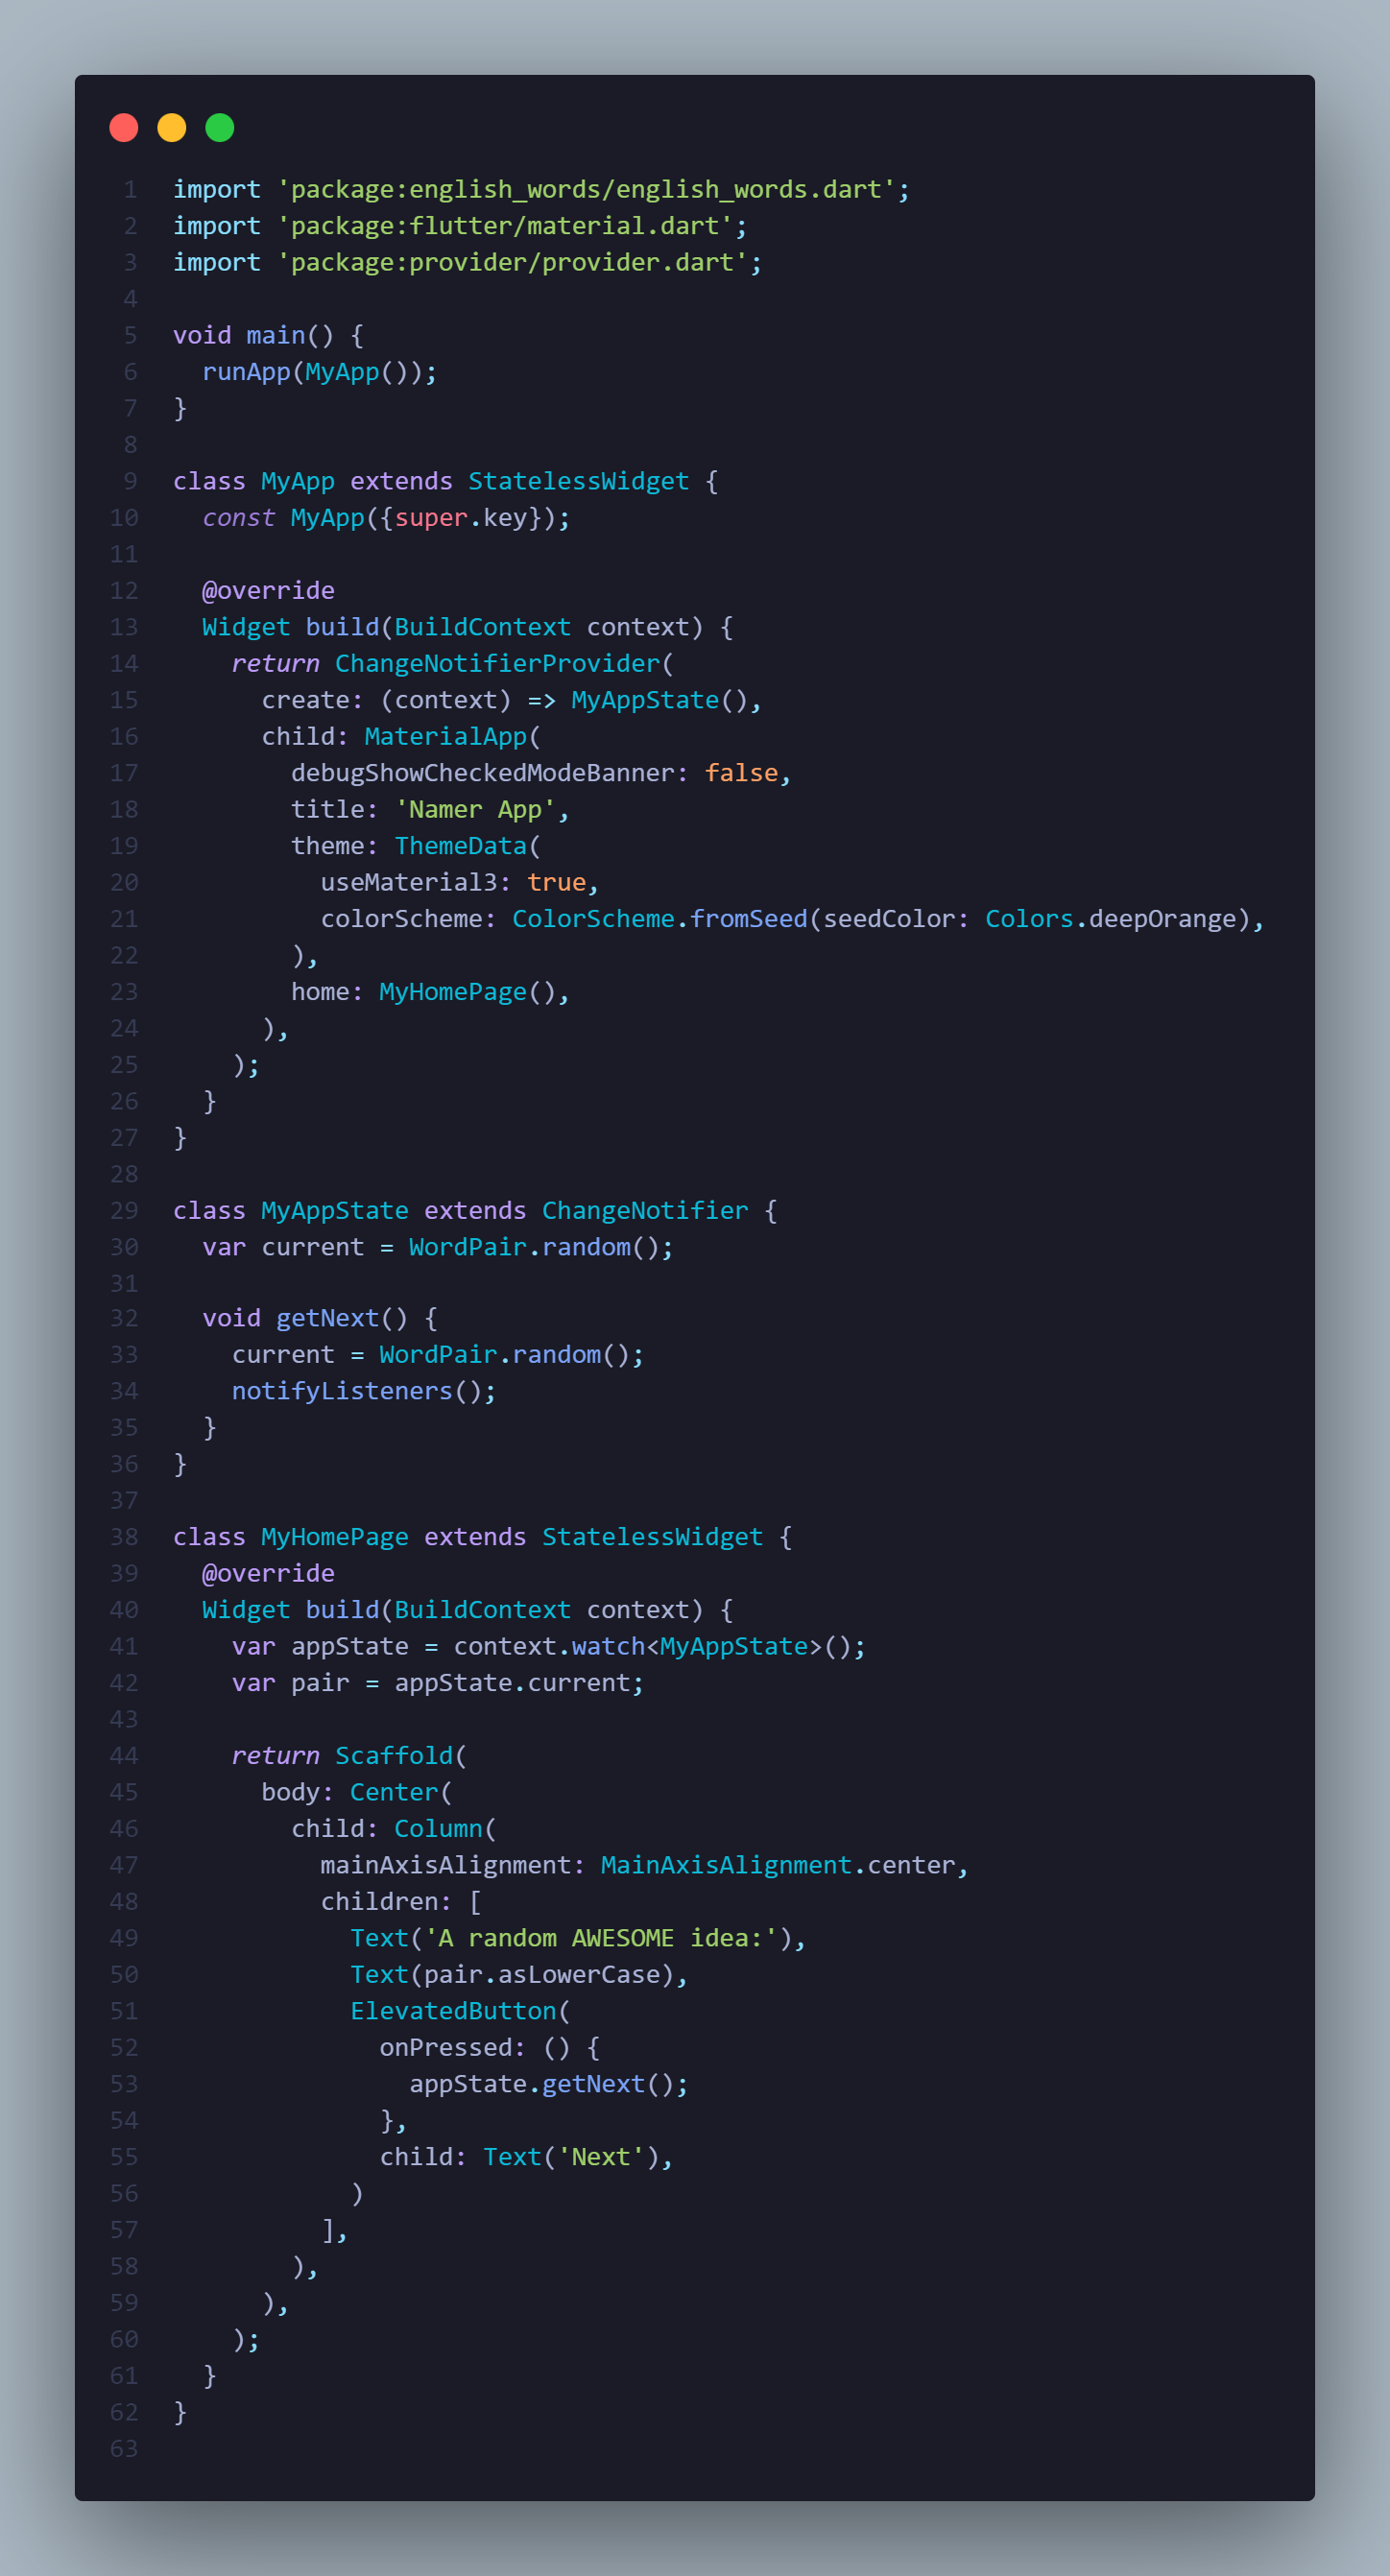 1 import 'package:english_words/english_words.dart';
2 import 'package:flutter/material.dart';
3 import 'package:provider/provider.dart';
4
5 void main() {
6   runApp(MyApp());
7 }
8
9 class MyApp extends StatelessWidget {
10   const MyApp({super.key});
11
12   @override
13   Widget build(BuildContext context) {
14     return ChangeNotifierProvider(
15       create: (context) => MyAppState(),
16       child: MaterialApp(
17         debugShowCheckedModeBanner: false,
18         title: 'Namer App',
19         theme: ThemeData(
20           useMaterial3: true,
21           colorScheme: ColorScheme.fromSeed(seedColor: Colors.deepOrange),
22         ),
23         home: MyHomePage(),
24       ),
25     );
26   }
27 }
28
29 class MyAppState extends ChangeNotifier {
30   var current = WordPair.random();
31
32   void getNext() {
33     current = WordPair.random();
34     notifyListeners();
35   }
36 }
37
38 class MyHomePage extends StatelessWidget {
39   @override
40   Widget build(BuildContext context) {
41     var appState = context.watch<MyAppState>();
42     var pair = appState.current;
43
44     return Scaffold(
45       body: Center(
46         child: Column(
47           mainAxisAlignment: MainAxisAlignment.center,
48           children: [
49             Text('A random AWESOME idea:'),
50             Text(pair.asLowerCase),
51             ElevatedButton(
52               onPressed: () {
53                 appState.getNext();
54               },
55               child: Text('Next'),
56             )
57           ],
58         ),
59       ),
60     );
61   }
62 }
63